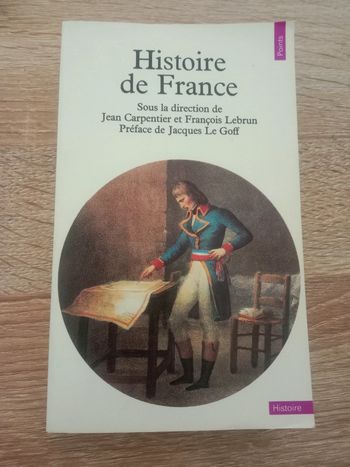 Points
Histoire
de France
Sous la direction de
Jean Carpentier et François Lebrun
Préface de Jacques Le Goff
Histoire